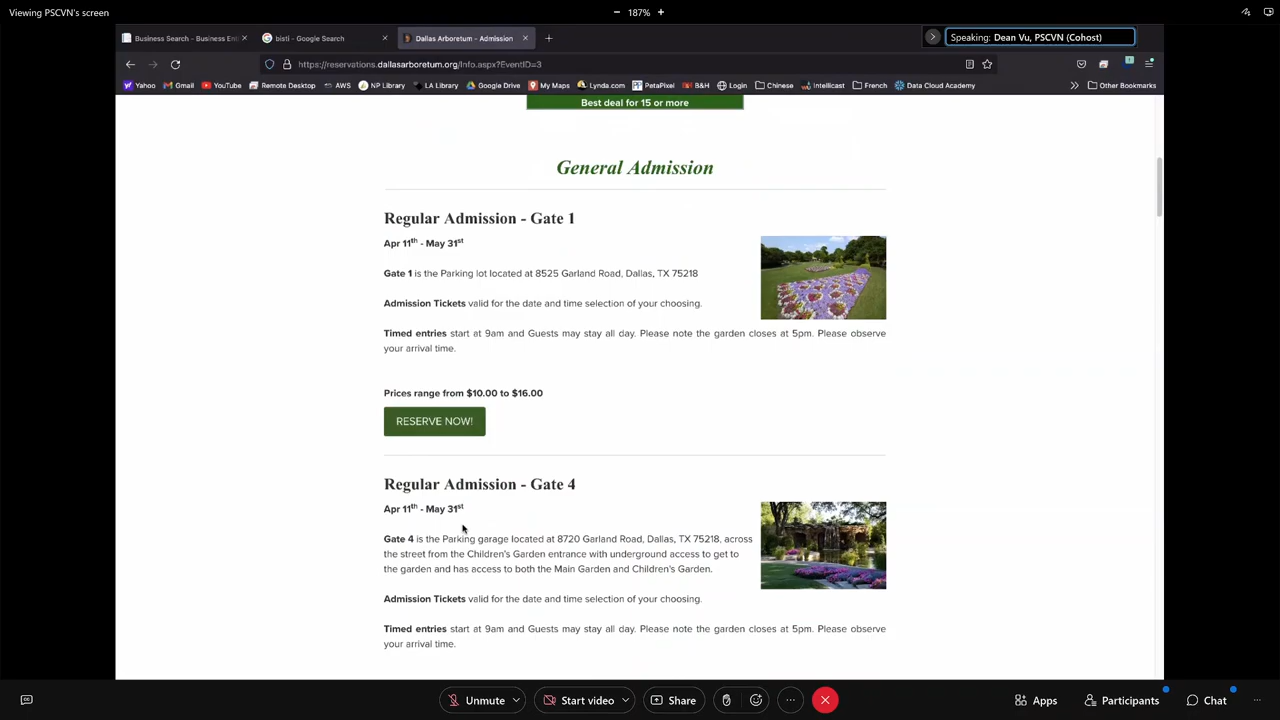 Viewing PSCVN's screen
187%
Business Search - Business Ent
bisti - Google Search
Dallas Arboretum - Admission
Speaking: Dean Vu, PSCVN (Cohost)
https://reservations.dallasarboretum.org/Info.aspx?EventID=3
Yahoo Gmail YouTube Remote Desktop AWS NP Library LA Library Google Drive My Maps Lynda.com PetaPixel B&H Login Chinese Intellicast French Data Cloud Academy Other Bookmarks
Best deal for 15 or more
General Admission
Regular Admission - Gate 1
Apr 11th - May 31st
Gate 1 is the Parking lot located at 8525 Garland Road, Dallas, TX 75218
Admission Tickets valid for the date and time selection of your choosing.
Timed entries start at 9am and Guests may stay all day. Please note the garden closes at 5pm. Please observe
your arrival time.
Prices range from $10.00 to $16.00
RESERVE NOW!
Regular Admission - Gate 4
Apr 11th - May 31st
Gate 4 is the Parking garage located at 8720 Garland Road, Dallas, TX 75218, across
the street from the Children's Garden entrance with underground access to get to
the garden and has access to both the Main Garden and Children's Garden.
Admission Tickets valid for the date and time selection of your choosing.
Timed entries start at 9am and Guests may stay all day. Please note the garden closes at 5pm. Please observe
your arrival time.
Unmute
Start video
Share
Apps
Participants
Chat